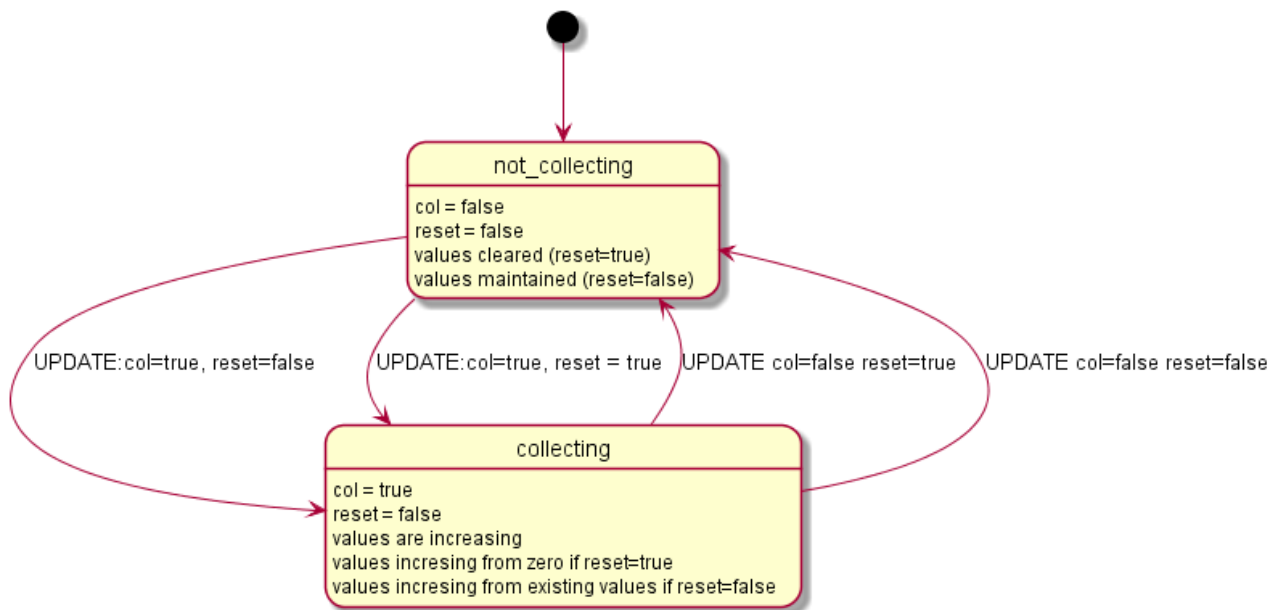 not_collecting
col = false
reset = false
values cleared (reset=true)
values maintained (reset=false)
UPDATE:col=true, reset=false
UPDATE:col=true, reset = true
UPDATE col=false reset=true
UPDATE col=false reset=false
collecting
col = true
reset = false
values are increasing
values incresing from zero if reset=true
values incresing from existing values if reset=false